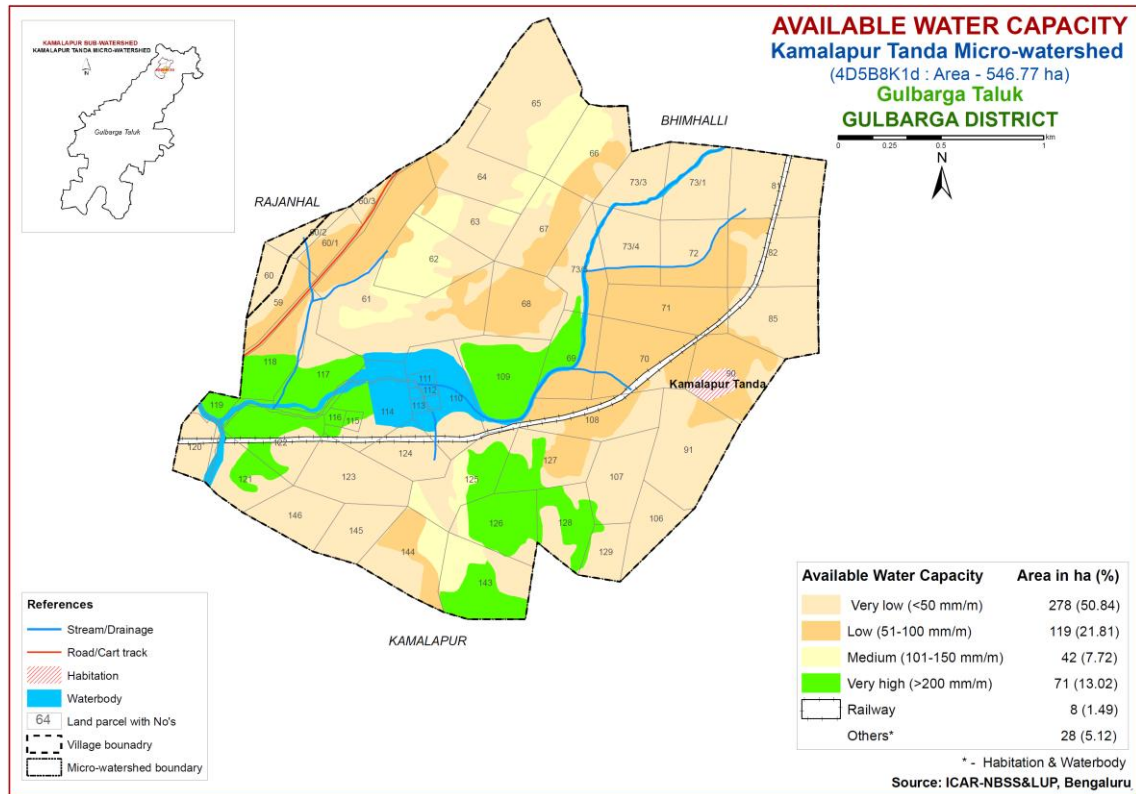 KAMALAPUR SUB-WATERSHED
KAMALAPUR TANDA MICRO-WATERSHED
N
Gulbarga Taluk
AVAILABLE WATER CAPACITY
Kamalapur Tanda Micro-watershed
(4D5B8K1d : Area - 546.77 ha)
Gulbarga Taluk
GULBARGA DISTRICT
km
0 0.25 0.5 1
N
BHIMHALLI
RAJANHAL
KAMALAPUR
Kamalapur Tanda
65
66
64
73/3
73/1
81
60/3
63
67
60/2
60/1
62
73/4
72
82
60
59
61
68
71
85
118
117
109
69
70
90
111
112
110
113
114
119
116
115
108
120
122
124
127
91
121
123
125
107
146
126
128
106
145
144
129
143
References
Stream/Drainage
Road/Cart track
Habitation
Waterbody
64 Land parcel with No's
Village bounadry
Micro-watershed boundary
Available Water Capacity Area in ha (%)
Very low (<50 mm/m) 278 (50.84)
Low (51-100 mm/m) 119 (21.81)
Medium (101-150 mm/m) 42 (7.72)
Very high (>200 mm/m) 71 (13.02)
Railway 8 (1.49)
Others* 28 (5.12)
* - Habitation & Waterbody
Source: ICAR-NBSS&LUP, Bengaluru